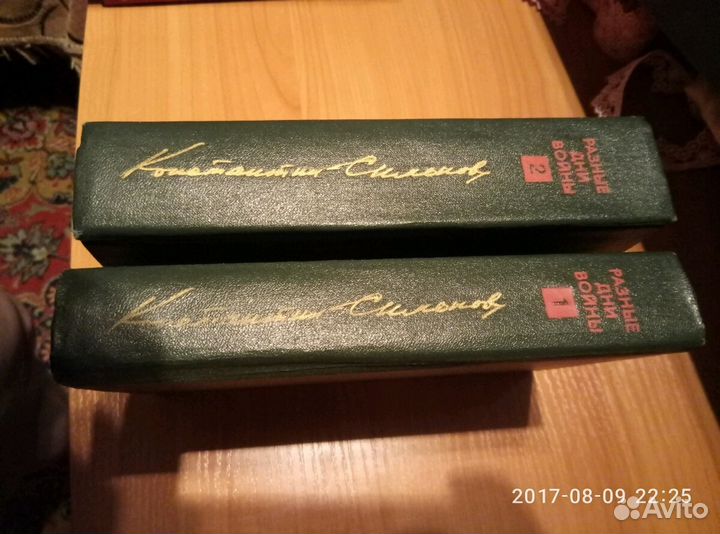 Константин Симонов
РАЗНЫЕ
ДНИ
ВОЙНЫ
2
Константин Симонов
РАЗНЫЕ
ДНИ
ВОЙНЫ
1
2017-08-09 22:25
Avito